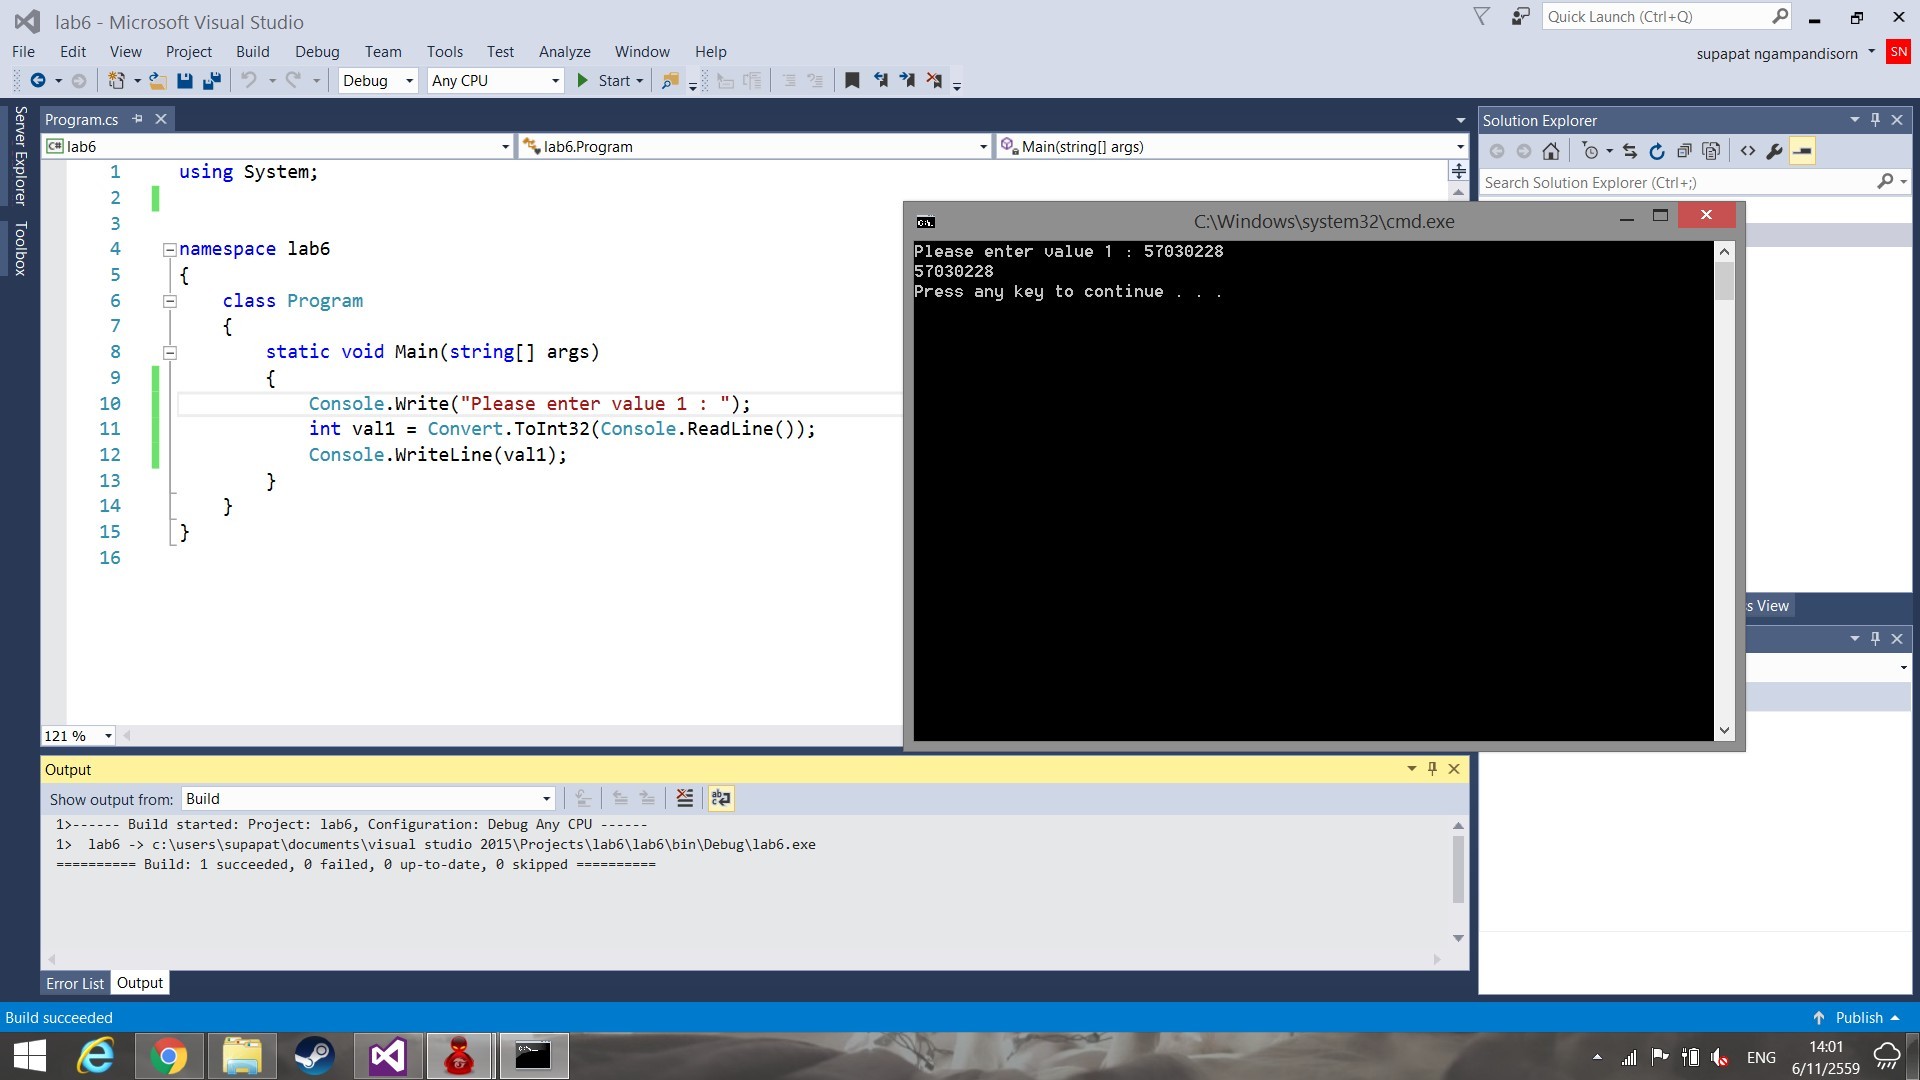 lab6 - Microsoft Visual Studio
Quick Launch (Ctrl+Q)
File Edit View Project Build Debug Team Tools Test Analyze Window Help
supapat ngampandisorn SN
Debug Any CPU Start
Server Explorer
Toolbox
Program.cs
C# lab6 lab6.Program Main(string[] args)
1 using System;
2
3
4 namespace lab6
5 {
6 class Program
7 {
8 static void Main(string[] args)
9 {
10 Console.Write("Please enter value 1 : ");
11 int val1 = Convert.ToInt32(Console.ReadLine());
12 Console.WriteLine(val1);
13 }
14 }
15 }
16
121 %
Solution Explorer
Search Solution Explorer (Ctrl+;)
C:\Windows\system32\cmd.exe
Please enter value 1 : 57030228
57030228
Press any key to continue . . .
s View
Output
Show output from: Build
1>------ Build started: Project: lab6, Configuration: Debug Any CPU ------
1>  lab6 -> c:\users\supapat\documents\visual studio 2015\Projects\lab6\lab6\bin\Debug\lab6.exe
========== Build: 1 succeeded, 0 failed, 0 up-to-date, 0 skipped ==========
Error List Output
Build succeeded
Publish
ENG
14:01
6/11/2559